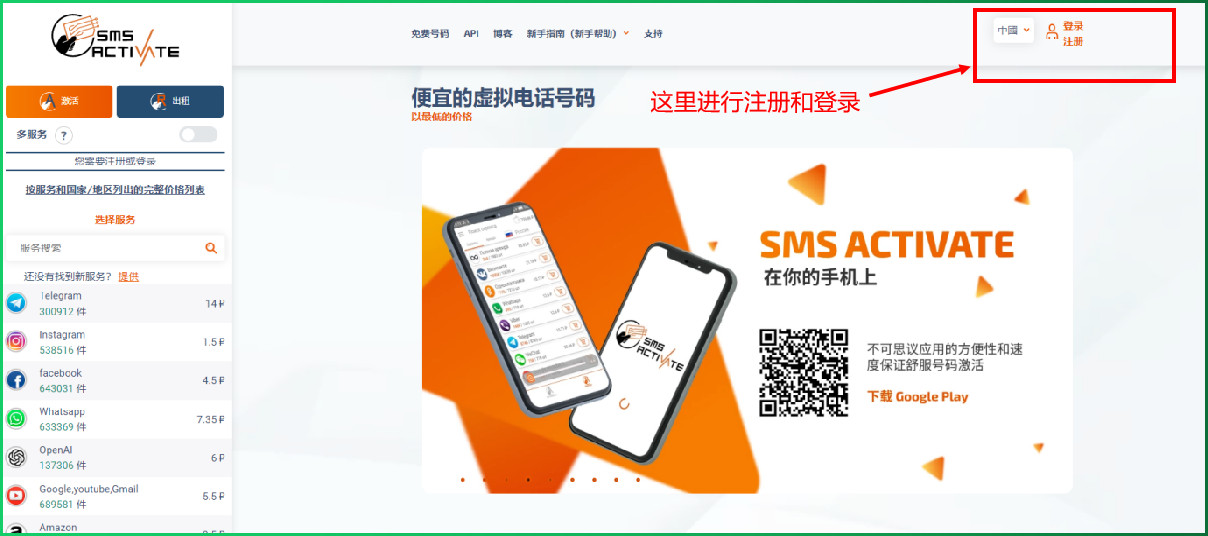 SMS
ACTIVATE
免费号码
API
博客
新手指南（新手帮助）
支持
中國
登录
注册
激活
出租
多服务
?
您需要注册或登录
按服务和国家/地区列出的完整价格列表
选择服务
服务搜索
还没有找到新服务？ 提供
Telegram
300917 件
14 ₽
Instagram
538516 件
1.5 ₽
facebook
643031 件
4.5 ₽
Whatsapp
633369 件
7.35 ₽
OpenAI
137306 件
6 ₽
Google,youtube,Gmail
689581 件
5.5 ₽
Amazon
便宜的虚拟电话号码
以最低的价格
这里进行注册和登录
SMS ACTIVATE
在你的手机上
不可思议应用的方便性和速
度保证舒服号码激活
下载 Google Play
SMS
ACTIVATE